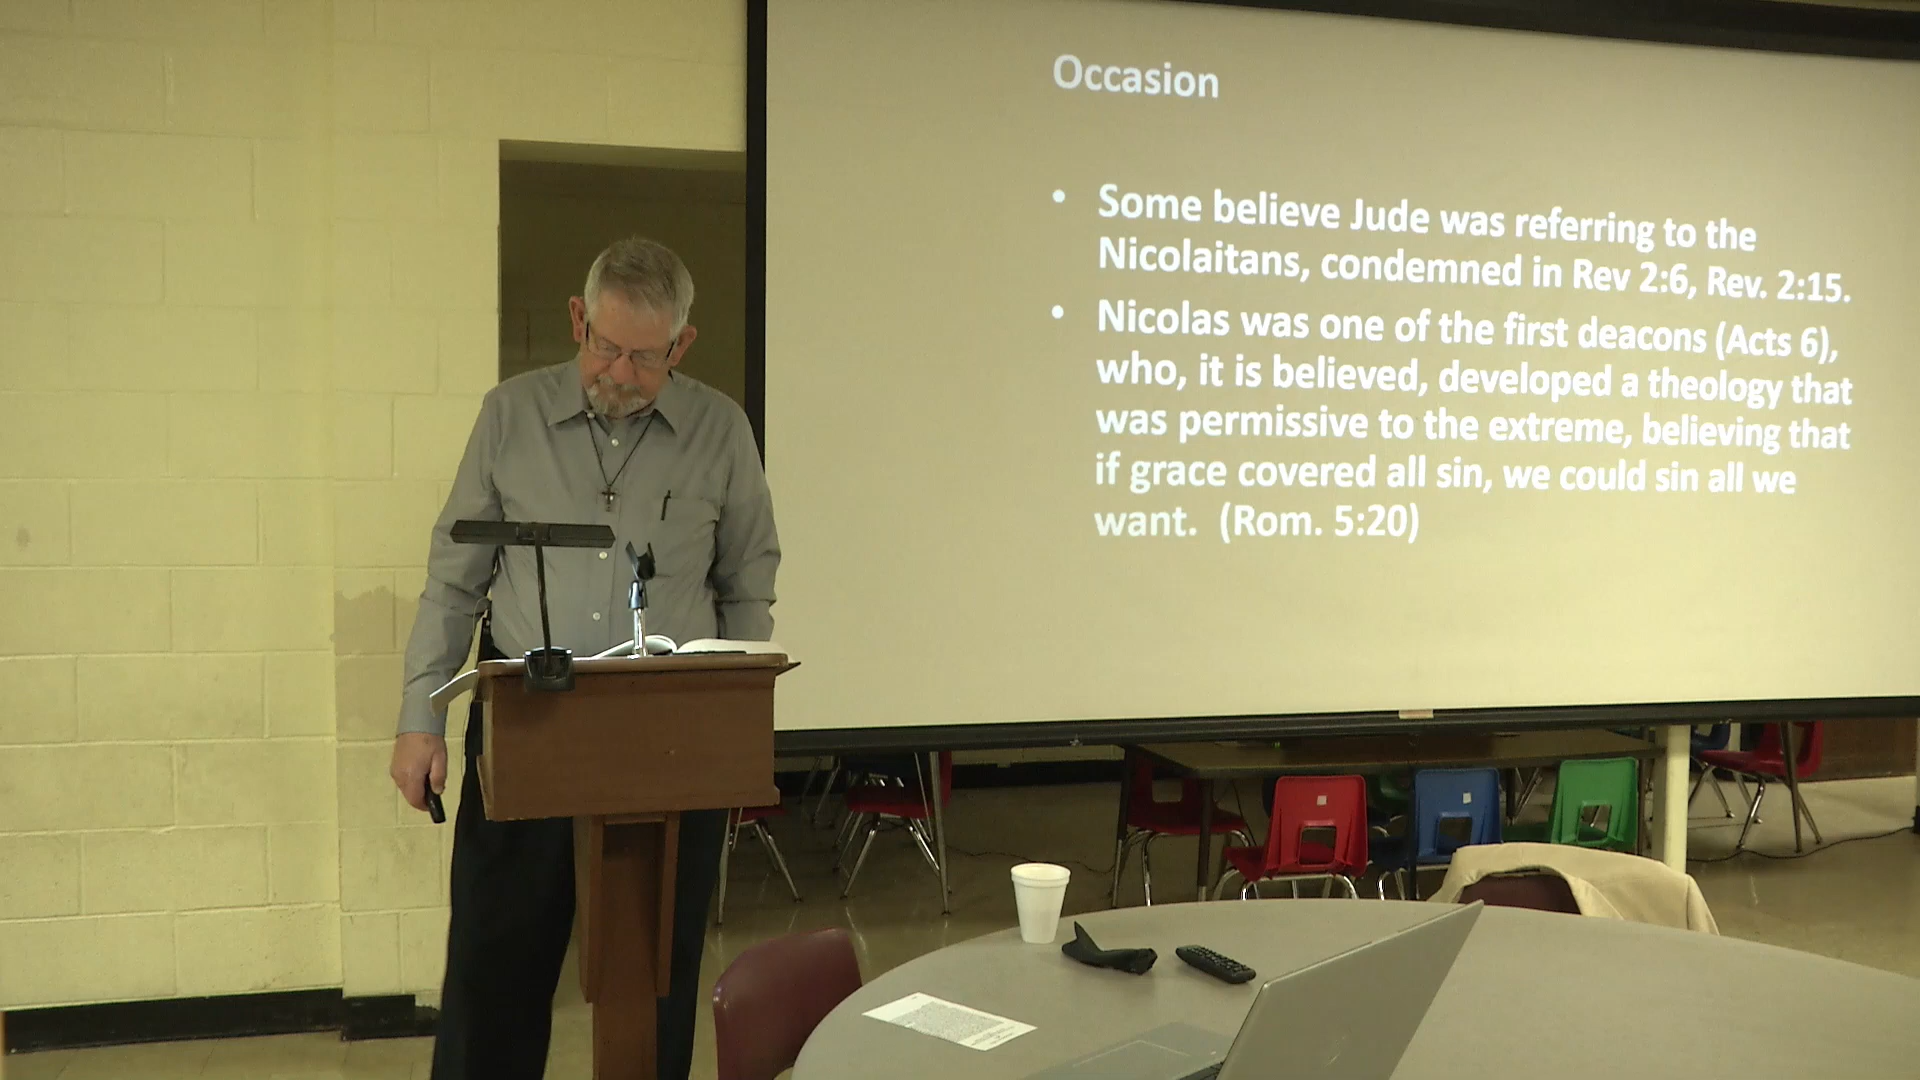 Occasion
• Some believe Jude was referring to the
Nicolaitans, condemned in Rev 2:6, Rev. 2:15.
• Nicolas was one of the first deacons (Acts 6),
who, it is believed, developed a theology that
was permissive to the extreme, believing that
if grace covered all sin, we could sin all we
want. (Rom. 5:20)